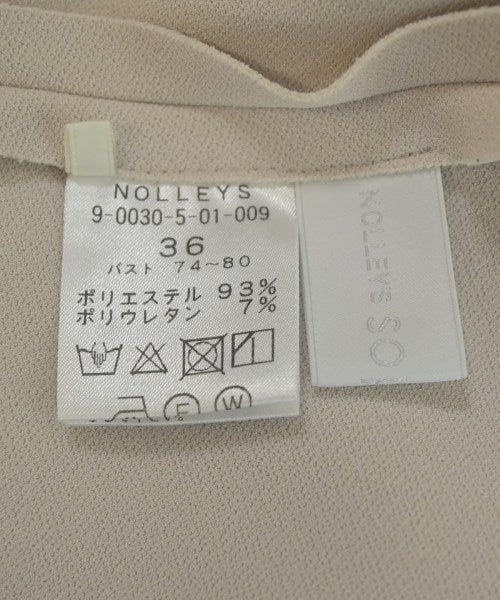 NOLLEYS
9-0030-5-01-009
36
バスト 74～80
ポリエステル 93%
ポリウレタン 7%
F W
NOLLEYS SO